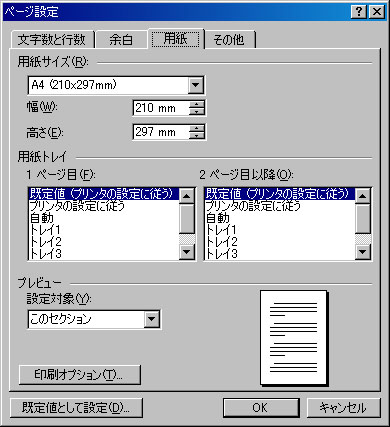 ページ設定
文字数と行数 余白 用紙 その他
用紙サイズ(R):
A4 (210x297mm)
幅(W): 210 mm
高さ(E): 297 mm
用紙トレイ
1 ページ目(F): 2 ページ目以降(O):
既定値 (プリンタの設定に従う) 既定値 (プリンタの設定に従う)
プリンタの設定に従う プリンタの設定に従う
自動 自動
トレイ1 トレイ1
トレイ2 トレイ2
トレイ3 トレイ3
プレビュー
設定対象(Y):
このセクション
印刷オプション(T)...
既定値として設定(D)... OK キャンセル